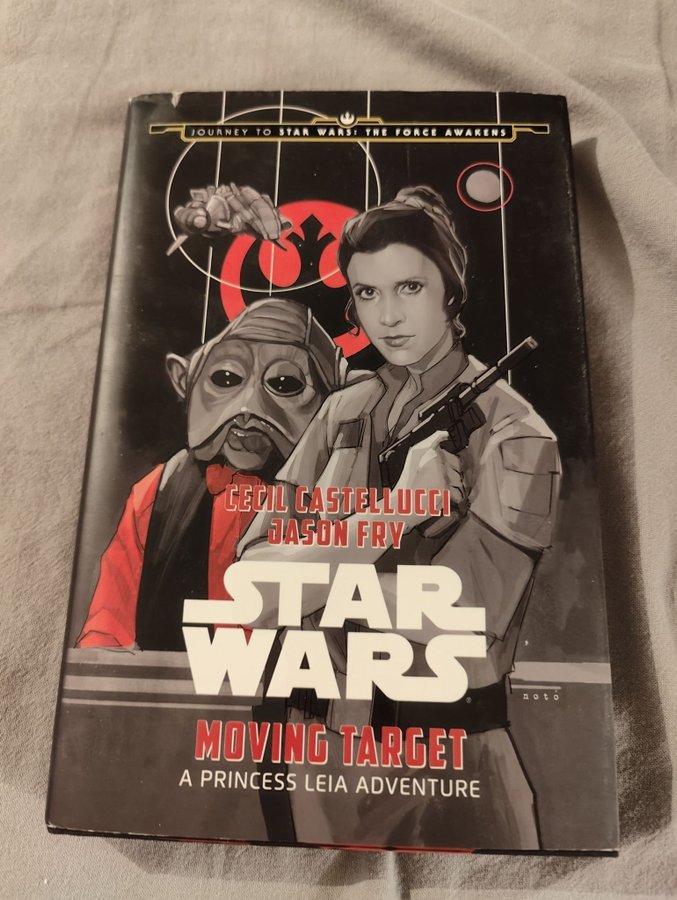 JOURNEY TO STAR WARS: THE FORCE AWAKENS
CECIL CASTELLUCCI
JASON FRY
STAR
WARS
®
noto
MOVING TARGET
A PRINCESS LEIA ADVENTURE